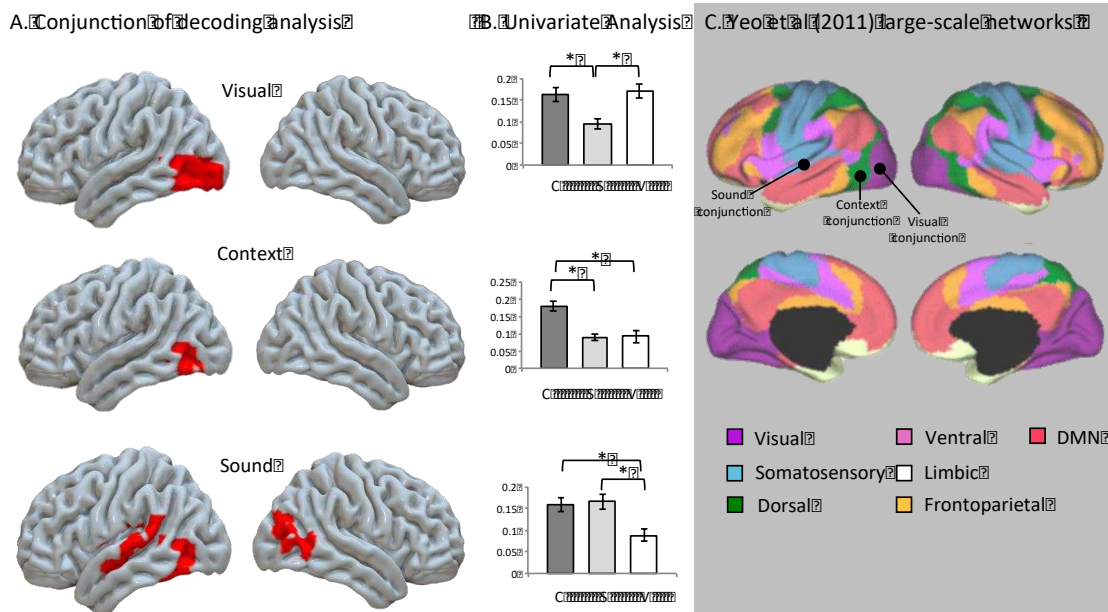 A. Conjunction of decoding analysis
B. Univariate Analysis
C. Yeo et al (2011) large-scale networks
Visual
* *
0.2
0.15
0.1
0.05
0
Context
* *
0.25
0.2
0.15
0.1
0.05
0
Sound
*
*
0.2
0.15
0.1
0.05
0
Sound
conjunction
Context
conjunction
Visual
conjunction
Visual
Ventral
DMN
Somatosensory
Limbic
Dorsal
Frontoparietal